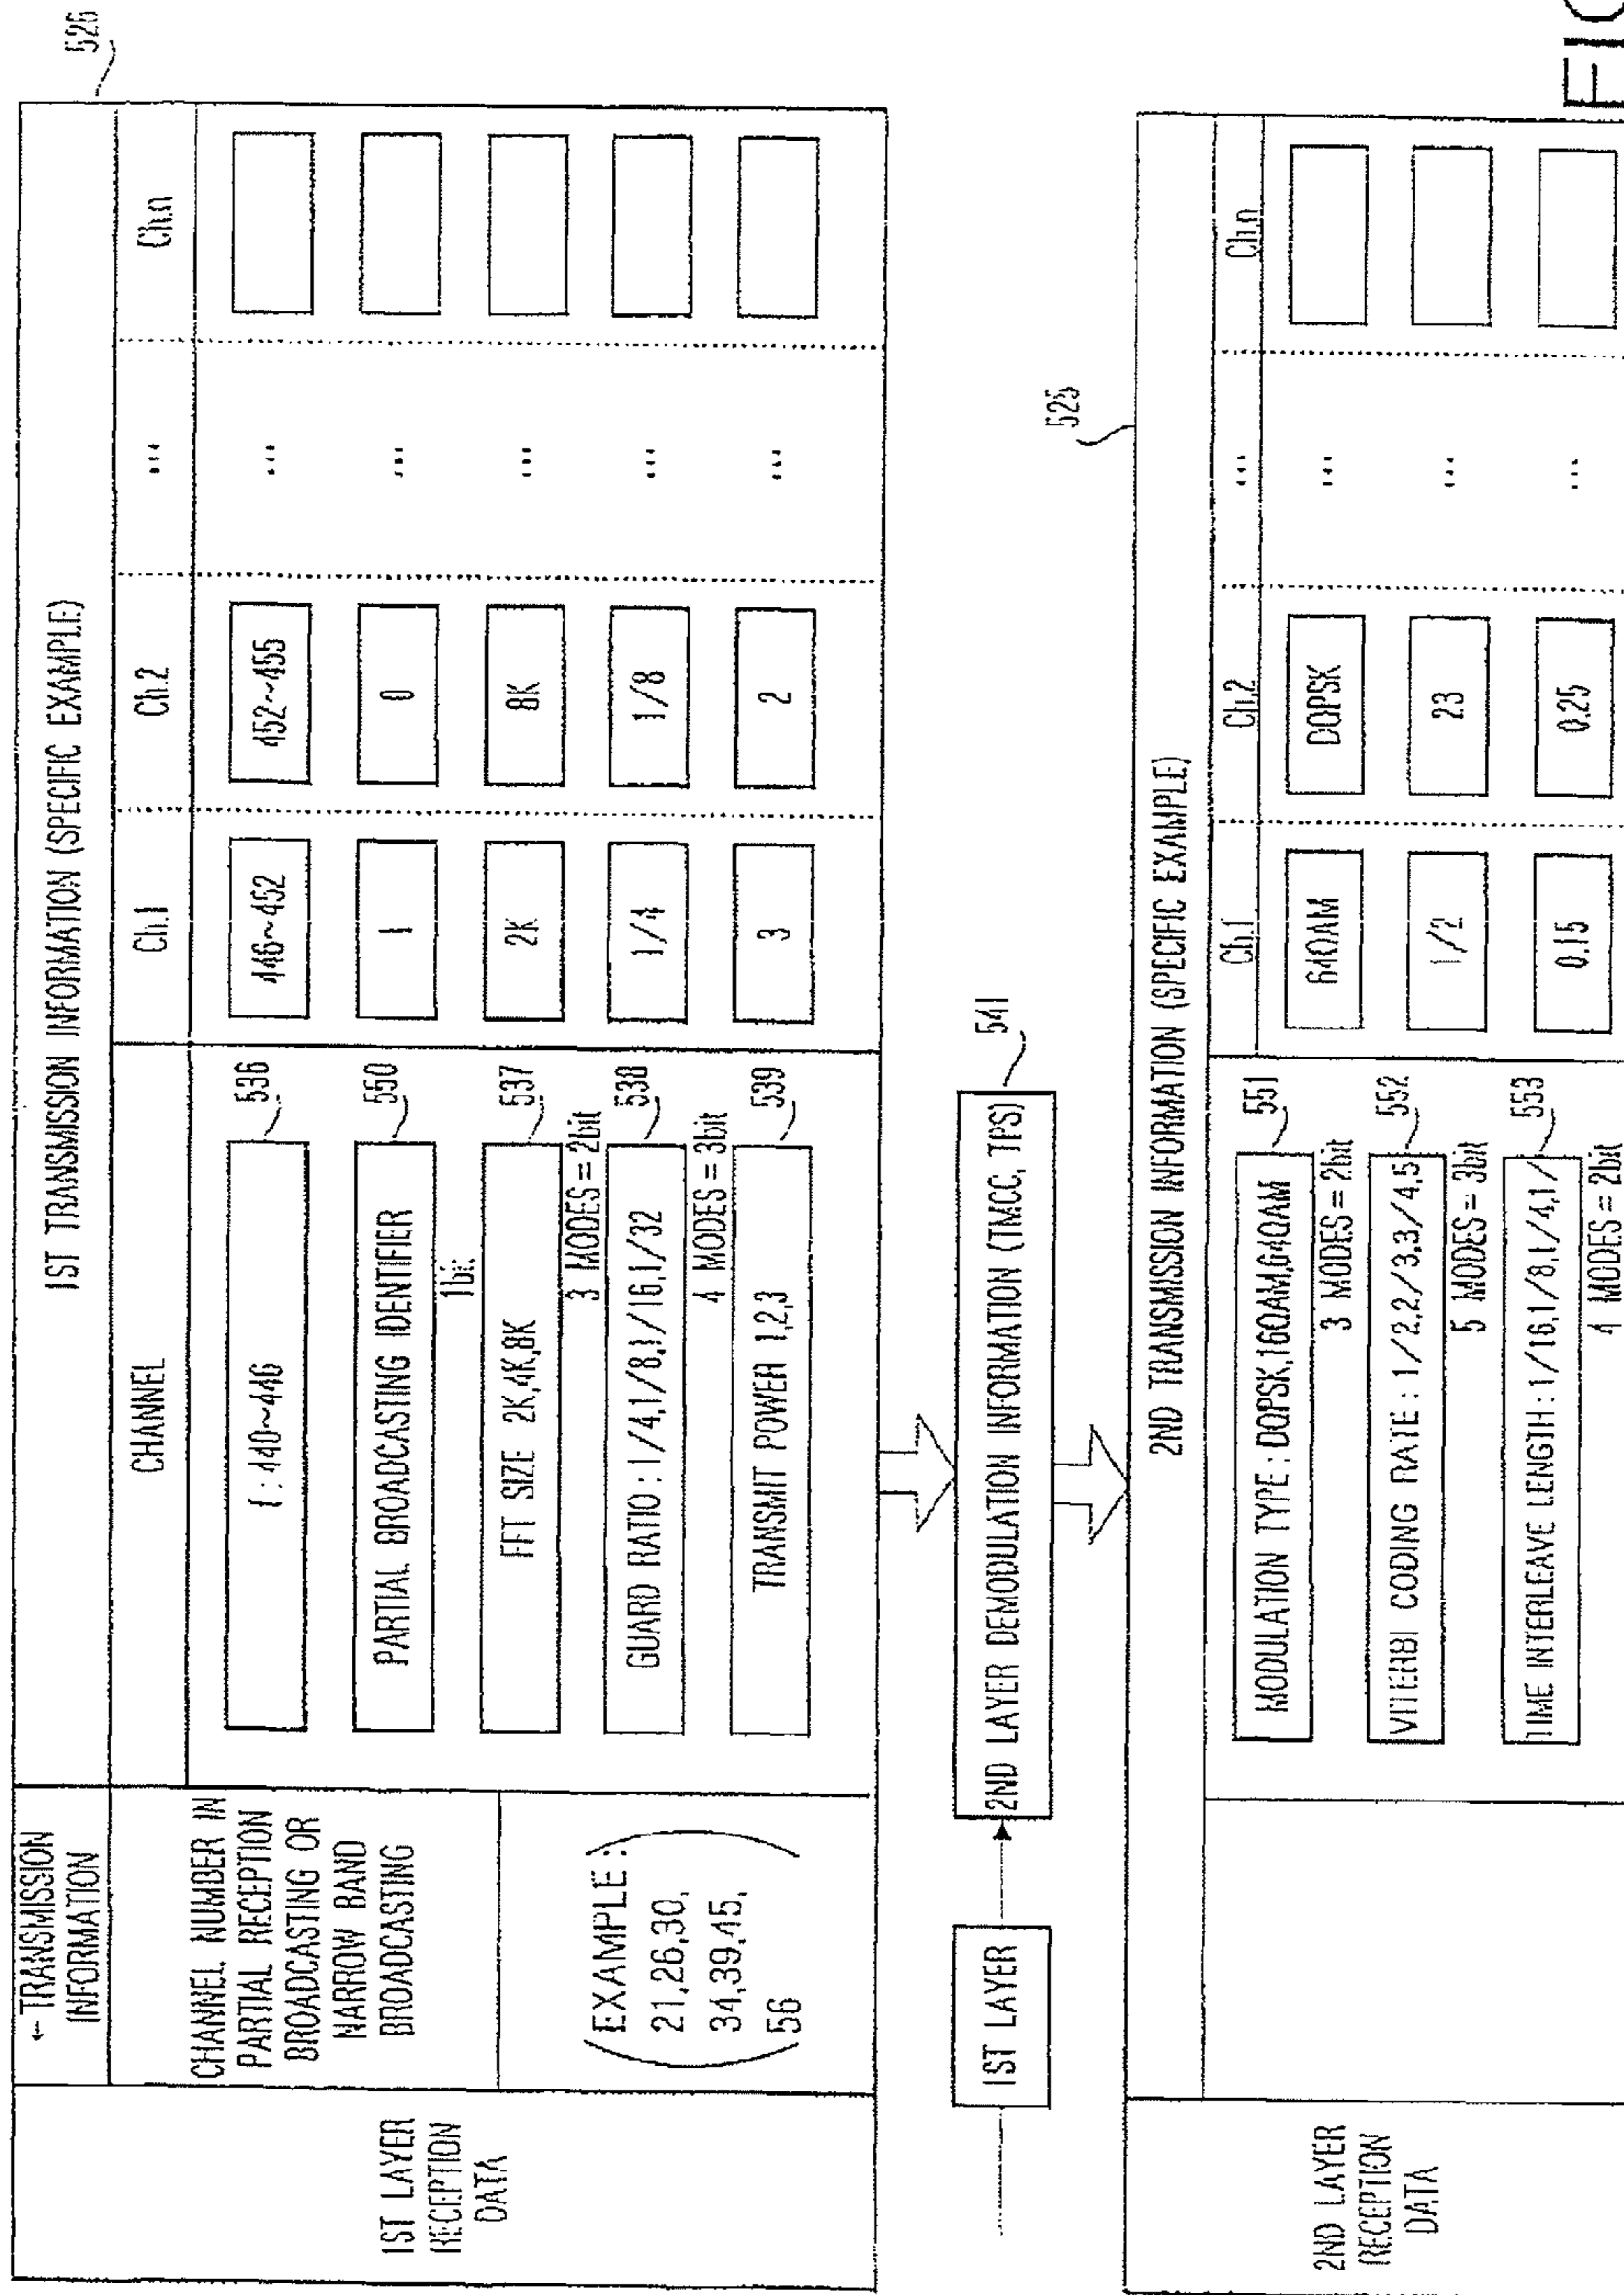 1ST TRANSMISSION INFORMATION (SPECIFIC EXAMPLE)
526
← TRANSMISSION
INFORMATION
CHANNEL
Ch.1
Ch.2
...
Ch.n
1ST LAYER
RECEPTION
DATA
CHANNEL NUMBER IN
PARTIAL RECEPTION
BROADCASTING OR
NARROW BAND
BROADCASTING
(EXAMPLE :
21,26,30,
34,39,45,
56)
f : 440~446
536
446~452
452~455
...
PARTIAL BROADCASTING IDENTIFIER
550
1bit
1
0
...
FFT SIZE 2K,4K,8K
537
3 MODES = 2bit
2K
8K
...
GUARD RATIO : 1/4,1/8,1/16,1/32
538
4 MODES = 3bit
1/4
1/8
...
TRANSMIT POWER 1,2,3
539
3
2
...
1ST LAYER
2ND LAYER DEMODULATION INFORMATION (TMCC, TPS)
541
525
2ND TRANSMISSION INFORMATION (SPECIFIC EXAMPLE)
Ch.1
Ch.2
...
Ch.n
2ND LAYER
RECEPTION
DATA
MODULATION TYPE : DQPSK,16QAM,64QAM
551
3 MODES = 2bit
64QAM
DQPSK
...
VITERBI CODING RATE : 1/2,2/3,3/4,5
552
5 MODES = 3bit
1/2
23
...
TIME INTERLEAVE LENGTH : 1/16,1/8,1/4,1/
553
4 MODES = 2bit
0.15
0.25
...
FIG